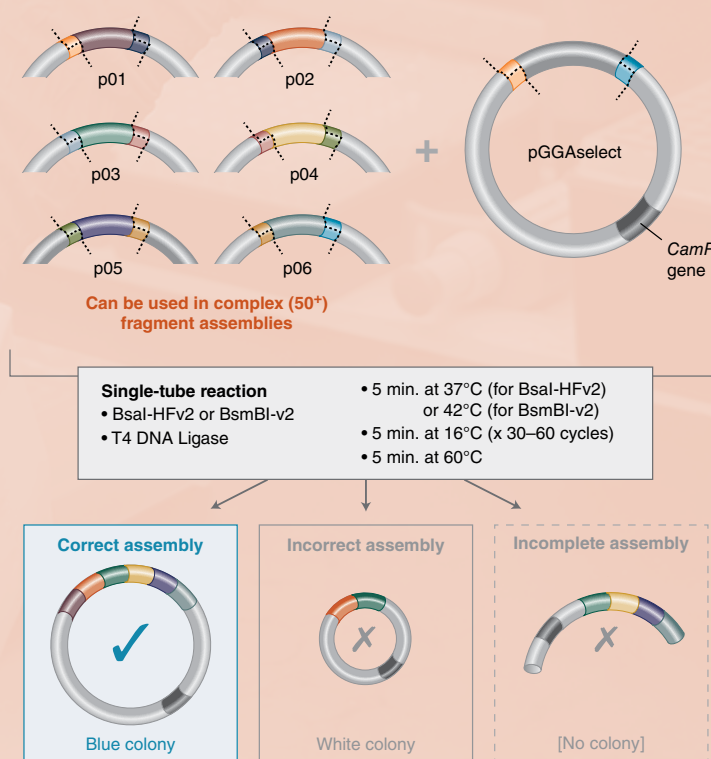 p01
p02
p03
p04
p05
p06
+
pGGAselect
CamR
gene
Can be used in complex (50⁺)
fragment assemblies
Single-tube reaction
• BsaI-HFv2 or BsmBI-v2
• T4 DNA Ligase
• 5 min. at 37°C (for BsaI-HFv2)
or 42°C (for BsmBI-v2)
• 5 min. at 16°C (x 30–60 cycles)
• 5 min. at 60°C
Correct assembly
Incorrect assembly
Incomplete assembly
✓
✗
✗
Blue colony
White colony
[No colony]